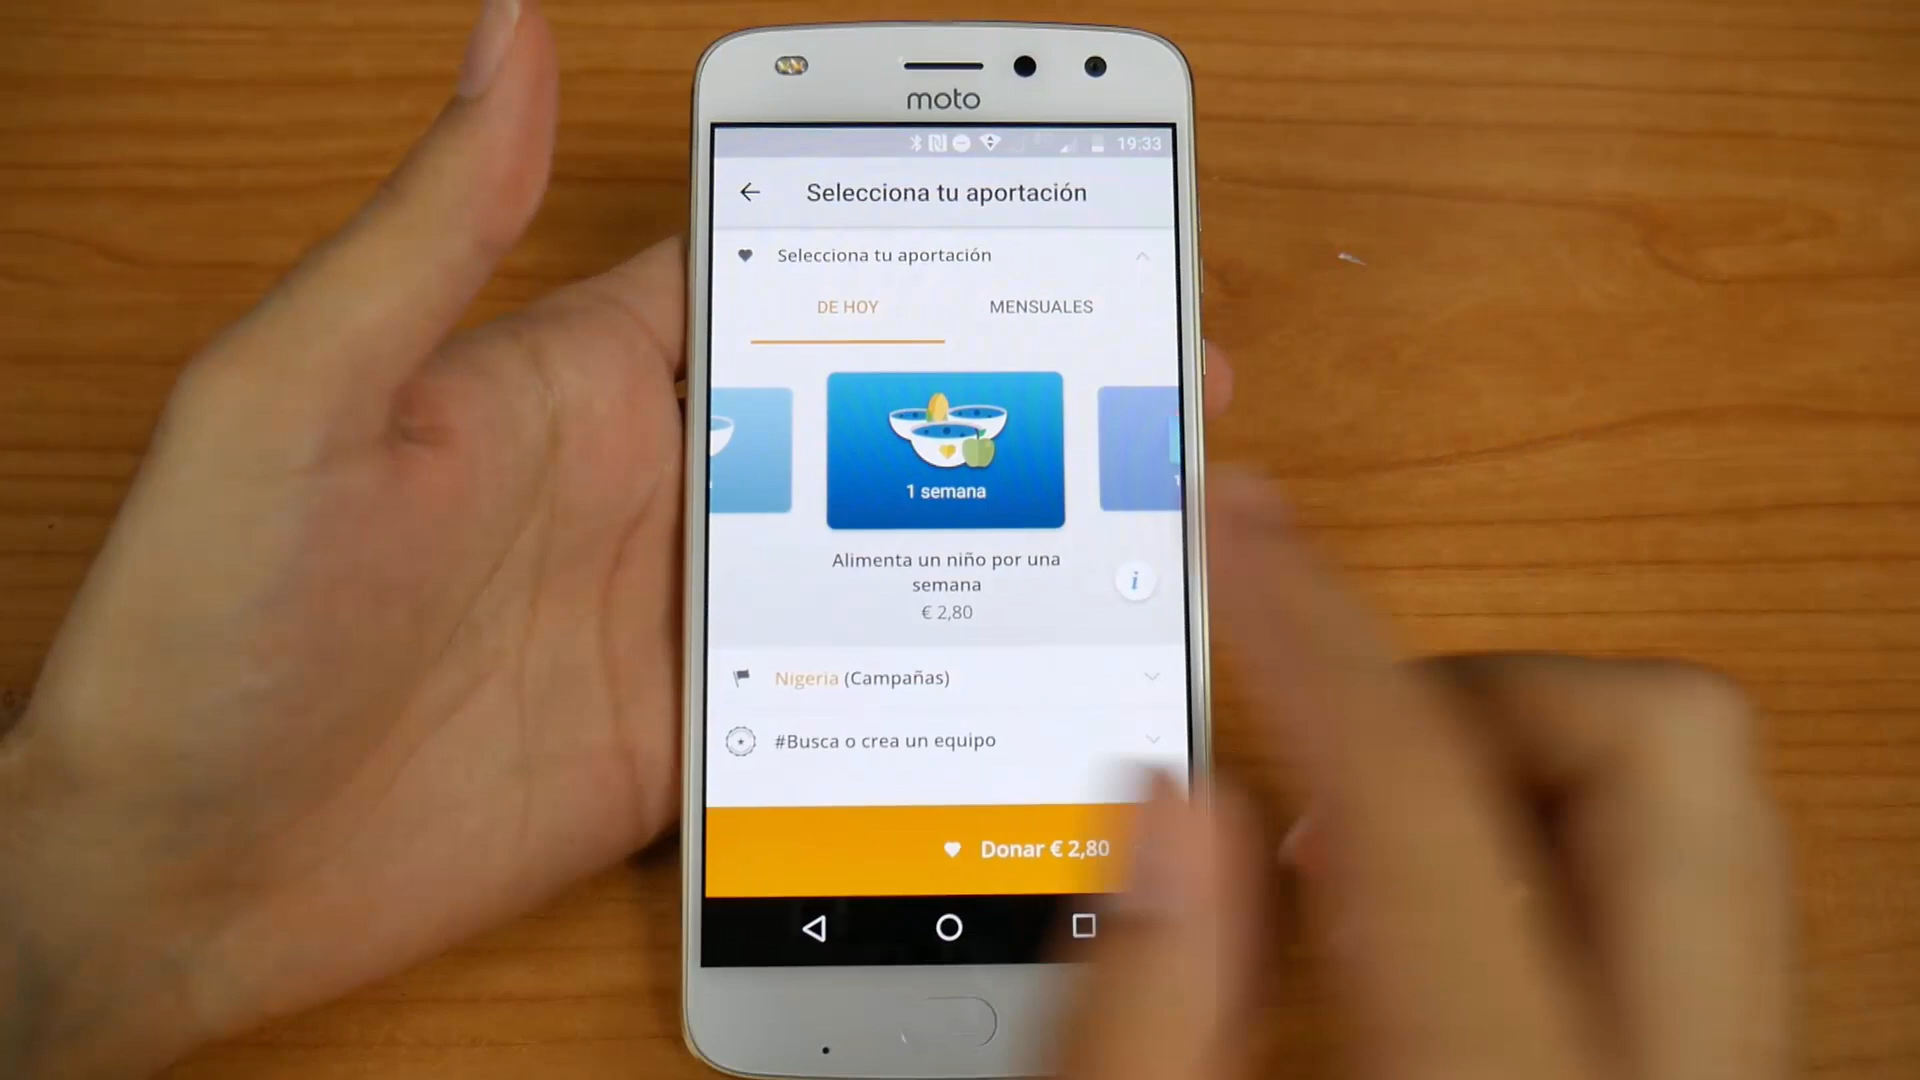 moto
19:33
Selecciona tu aportación
Selecciona tu aportación
DE HOY
MENSUALES
1 semana
Alimenta un niño por una
semana
€ 2,80
i
Nigeria (Campañas)
#Busca o crea un equipo
Donar € 2,80